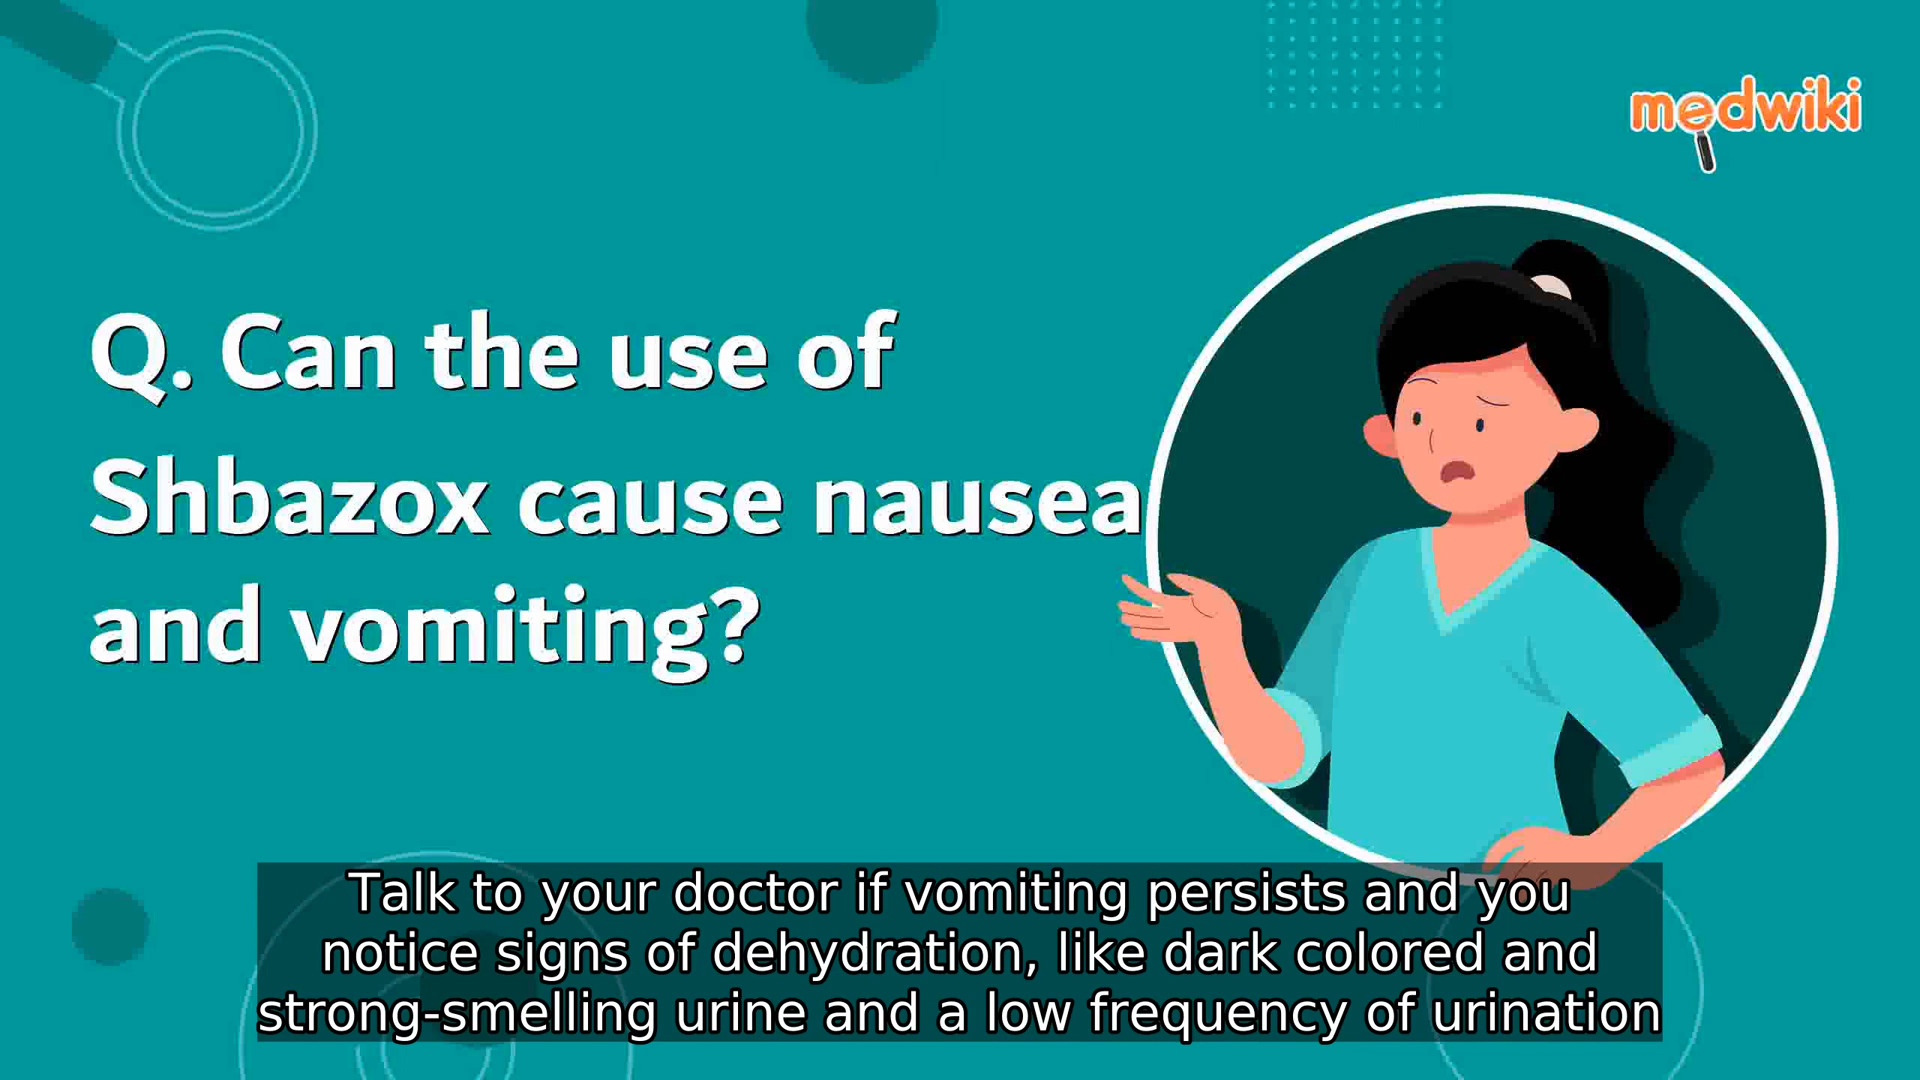 medwiki
Q. Can the use of
Shbazox cause nausea
and vomiting?
Talk to your doctor if vomiting persists and you
notice signs of dehydration, like dark colored and
strong-smelling urine and a low frequency of urination